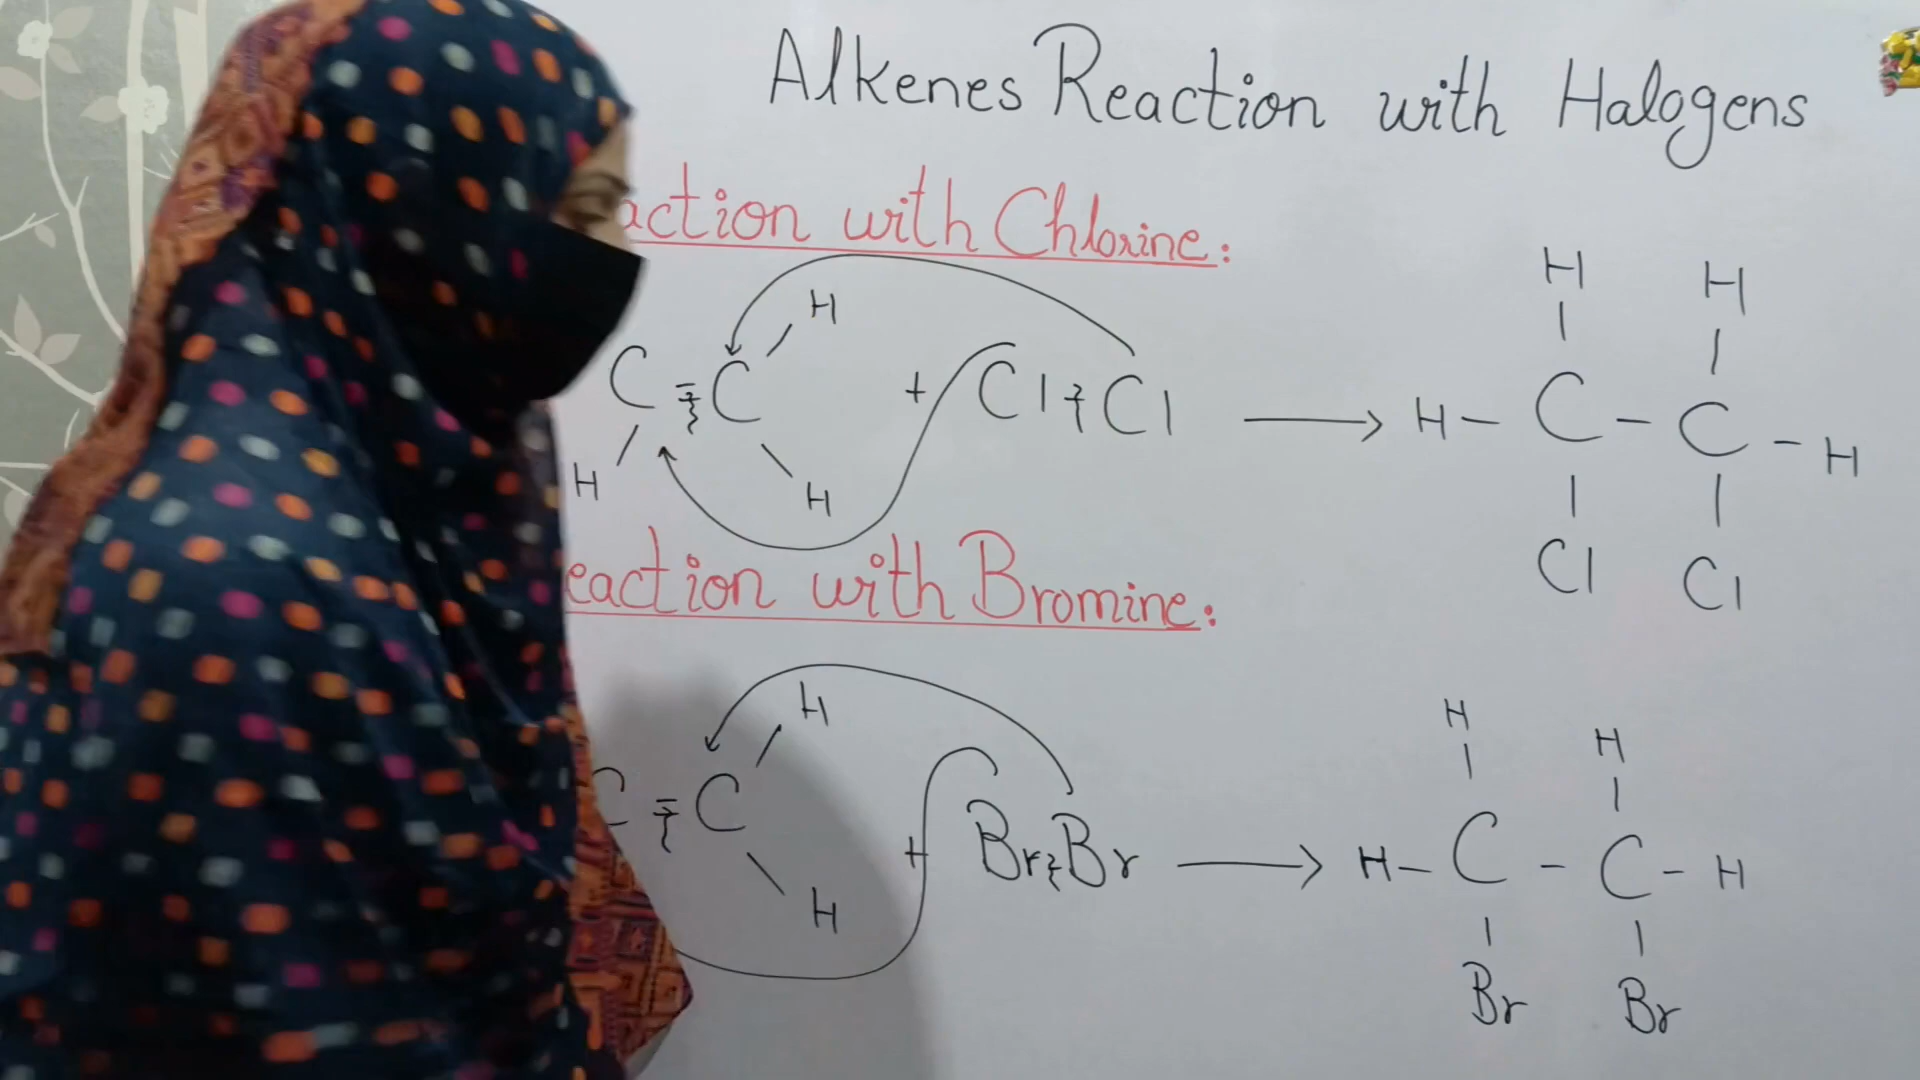 Alkenes Reaction with Halogens
action with Chlorine:
H H H
C = C + Cl Cl → H - C - C - H
H H Cl Cl
eaction with Bromine:
H H H
C = C + Br Br → H - C - C - H
H Br Br